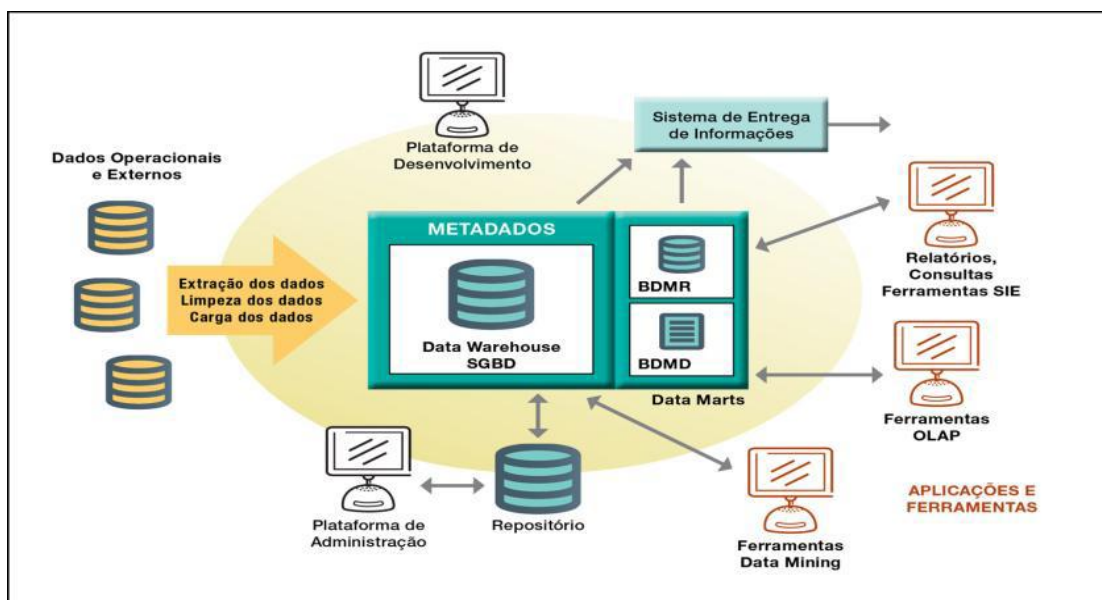 Plataforma de
Desenvolvimento
Sistema de Entrega
de Informações
Dados Operacionais
e Externos
Extração dos dados
Limpeza dos dados
Carga dos dados
METADADOS
Data Warehouse
SGBD
BDMR
BDMD
Data Marts
Relatórios,
Consultas
Ferramentas SIE
Ferramentas
OLAP
APLICAÇÕES E
FERRAMENTAS
Plataforma de
Administração
Repositório
Ferramentas
Data Mining